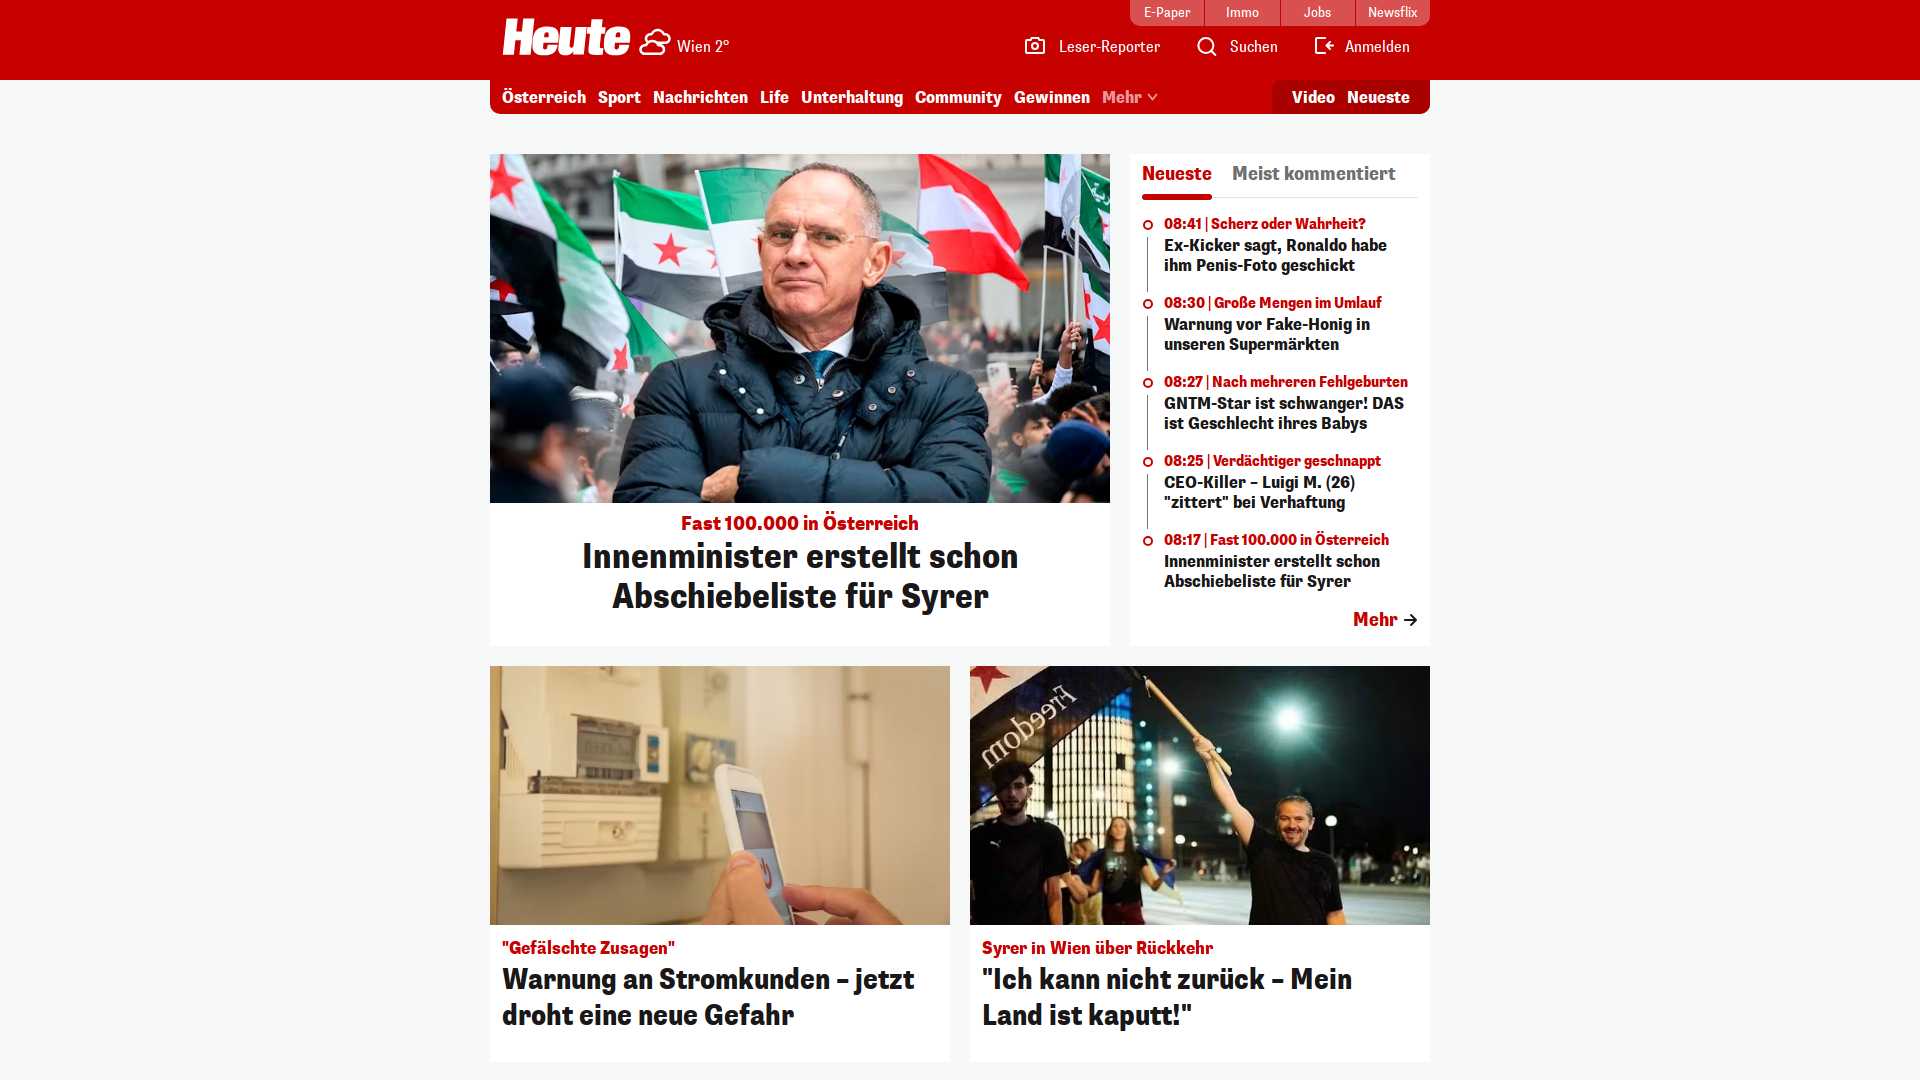 E-Paper
Immo
Jobs
Newsflix
Heute
Wien 2°
Leser-Reporter
Suchen
Anmelden
Österreich
Sport
Nachrichten
Life
Unterhaltung
Community
Gewinnen
Mehr
Video
Neueste
Fast 100.000 in Österreich
Innenminister erstellt schon
Abschiebeliste für Syrer
Neueste
Meist kommentiert
08:41 | Scherz oder Wahrheit?
Ex-Kicker sagt, Ronaldo habe
ihm Penis-Foto geschickt
08:30 | Große Mengen im Umlauf
Warnung vor Fake-Honig in
unseren Supermärkten
08:27 | Nach mehreren Fehlgeburten
GNTM-Star ist schwanger! DAS
ist Geschlecht ihres Babys
08:25 | Verdächtiger geschnappt
CEO-Killer – Luigi M. (26)
"zittert" bei Verhaftung
08:17 | Fast 100.000 in Österreich
Innenminister erstellt schon
Abschiebeliste für Syrer
Mehr
"Gefälschte Zusagen"
Warnung an Stromkunden – jetzt
droht eine neue Gefahr
Freedom
Syrer in Wien über Rückkehr
"Ich kann nicht zurück – Mein
Land ist kaputt!"